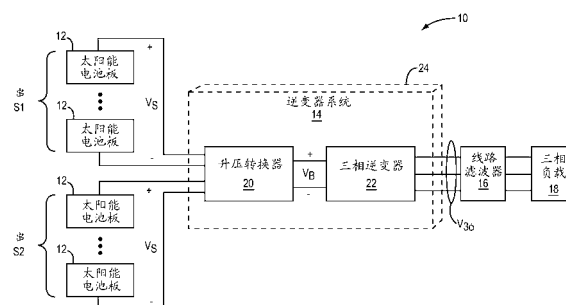 10
12
太阳能
电池板
+
串
S1
VS
12
太阳能
电池板
-
24
逆变器系统
14
升压转换器
20
+
VB
-
三相逆变器
22
线路
滤波器
16
三相
负载
18
V3Φ
12
太阳能
电池板
+
串
S2
VS
12
太阳能
电池板
-